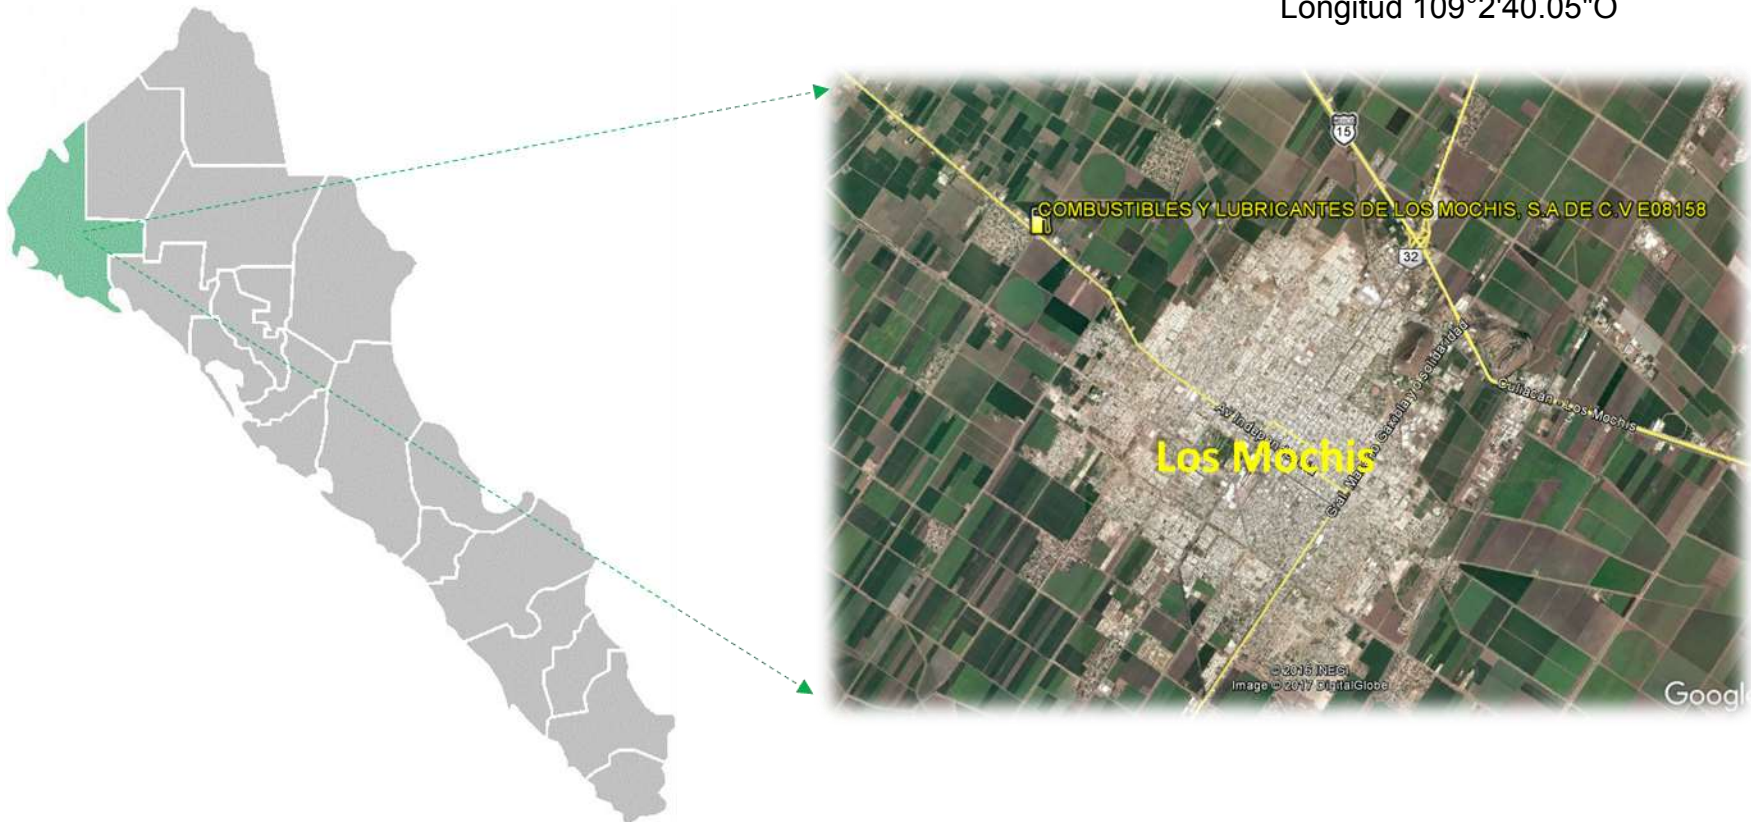 Longitud 109°2'40.05"O
15
COMBUSTIBLES Y LUBRICANTES DE LOS MOCHIS, S.A DE C.V E08158
32
Culiacán - Los Mochis
Los Mochis
© 2016 INEGI
Image © 2017 DigitalGlobe
Google